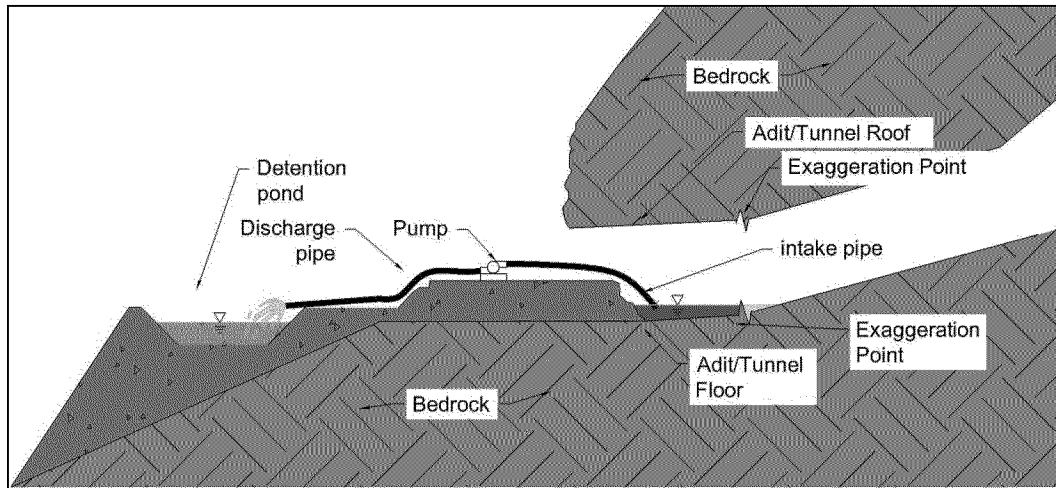 Bedrock
Adit/Tunnel Roof
Exaggeration Point
Detention
pond
Discharge
pipe
Pump
intake pipe
Exaggeration
Point
Adit/Tunnel
Floor
Bedrock